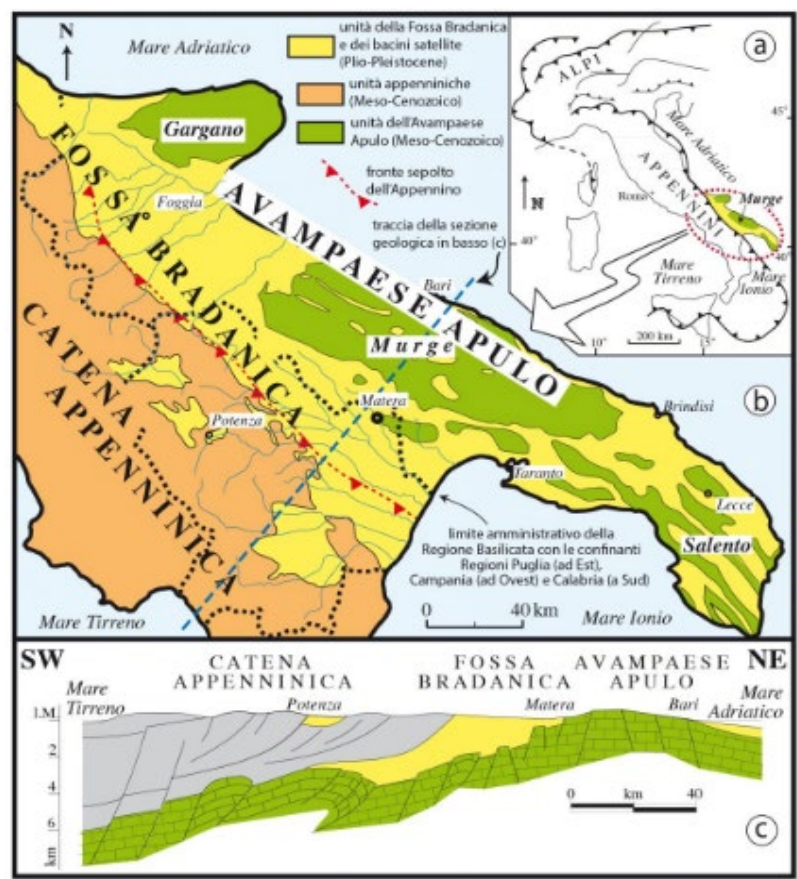 N
Mare Adriatico
unità della Fossa Bradanica
e dei bacini satellite
(Plio-Pleistocene)
unità appenniniche
(Meso-Cenozoico)
unità dell'Avampaese
Apulo (Meso-Cenozoico)
fronte sepolto
dell'Appennino
traccia della sezione
geologica in basso (c)
a
ALPI
45°
Mare Adriatico
APPENNINI
Roma
N
Murge
40°
40°
Mare
Tirreno
Mare
Ionio
10°
200 km
15°
Gargano
FOSSA BRADANICA
Foggia
AVAMPAESE APULO
Bari
Murge
b
CATENA
APPENNINICA
Matera
Potenza
Brindisi
Taranto
Lecce
Salento
limite amministrativo della
Regione Basilicata con le confinanti
Regioni Puglia (ad Est),
Campania (ad Ovest) e Calabria (a Sud)
Mare Tirreno
0 40 km
Mare Ionio
SW
CATENA
APPENNINICA
FOSSA
BRADANICA
AVAMPAESE
APULO
NE
Mare
Tirreno
Potenza
Matera
Bari
Mare
Adriatico
l.M.
2
4
6
km
0 km 40
c